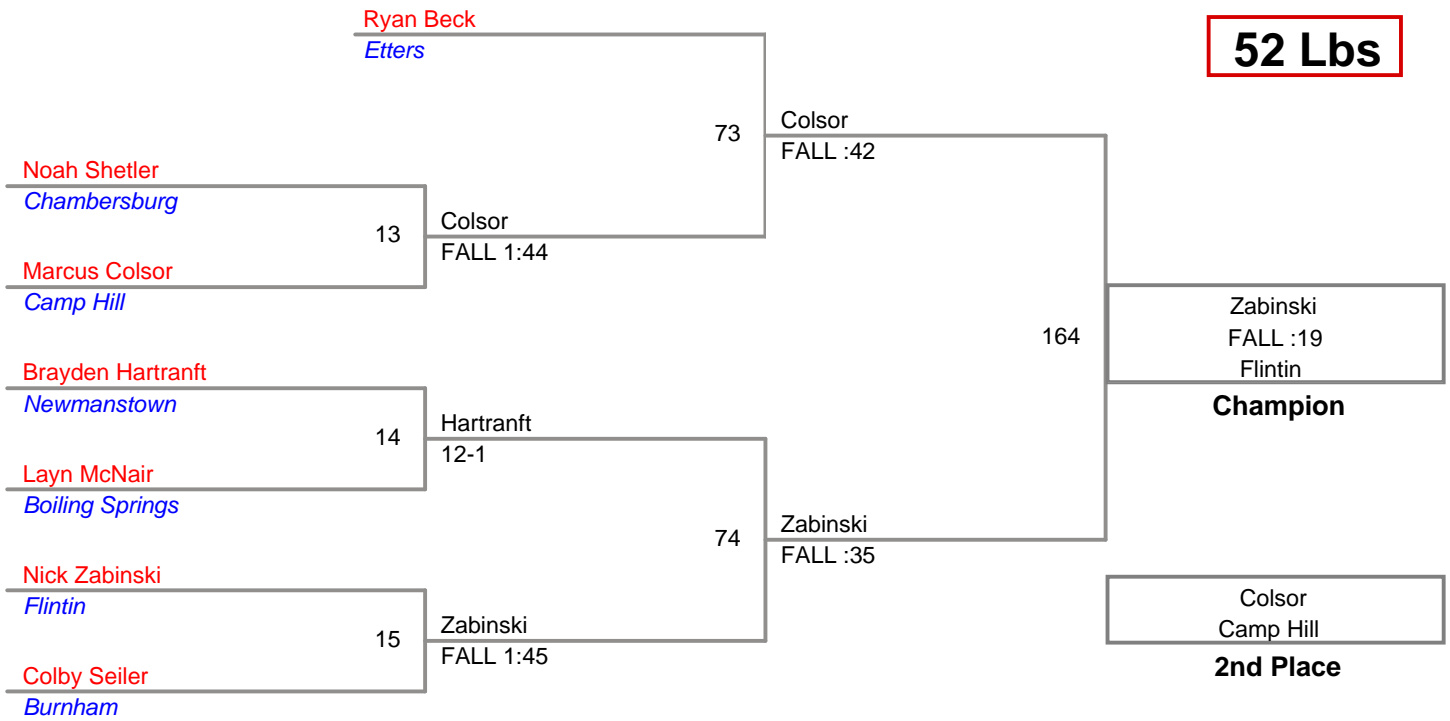 Ryan Beck
Etters
52 Lbs
73
Colsor
FALL :42
Noah Shetler
Chambersburg
13
Colsor
FALL 1:44
Marcus Colsor
Camp Hill
164
Zabinski
FALL :19
Flintin
Champion
Brayden Hartranft
Newmanstown
14
Hartranft
12-1
Layn McNair
Boiling Springs
74
Zabinski
FALL :35
Nick Zabinski
Flintin
15
Zabinski
FALL 1:45
Colby Seiler
Burnham
Colsor
Camp Hill
2nd Place